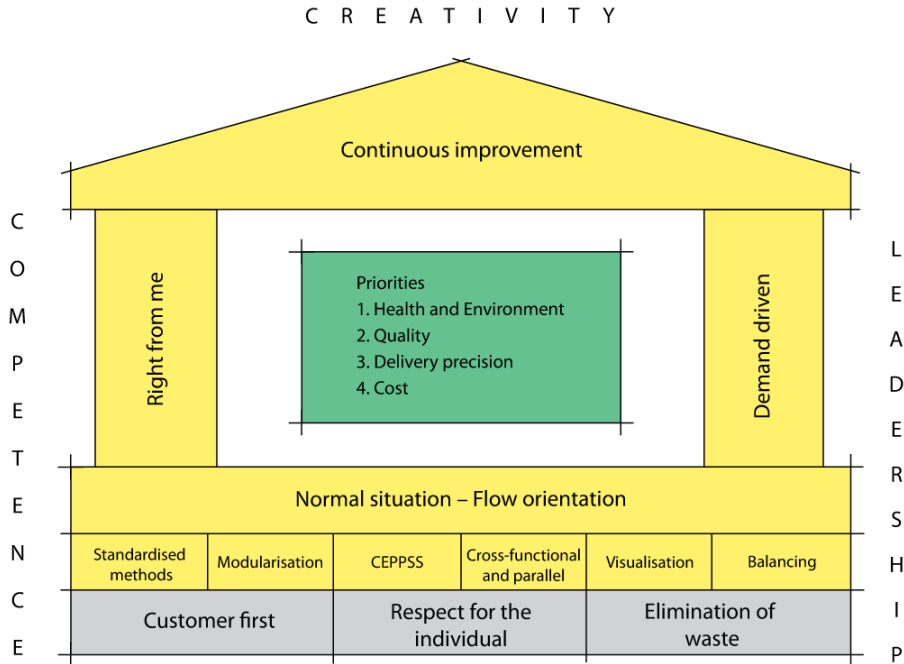 CREATIVITY
Continuous improvement
COMPETENCE
Right from me
Priorities
1. Health and Environment
2. Quality
3. Delivery precision
4. Cost
Demand driven
LEADERSHIP
Normal situation – Flow orientation
Standardised
methods
Modularisation
CEPPSS
Cross-functional
and parallel
Visualisation
Balancing
Customer first
Respect for the
individual
Elimination of
waste